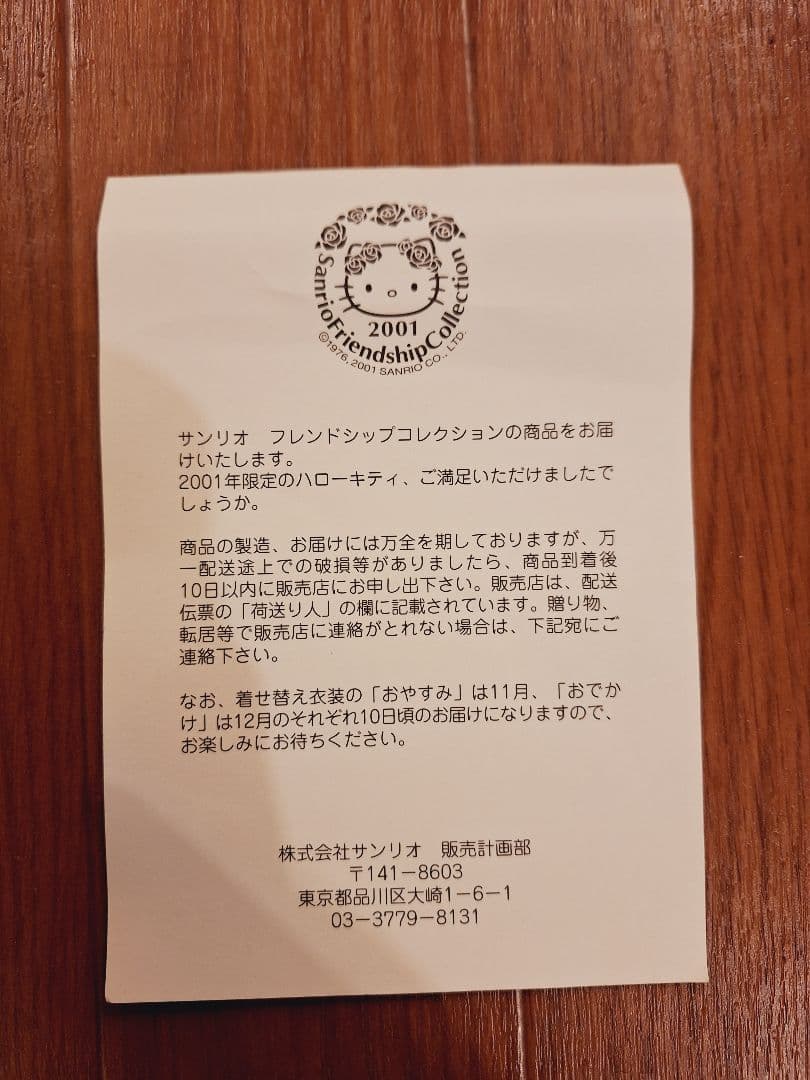 SanrioFriendshipCollection
2001
©1976, 2001 SANRIO CO., LTD.
サンリオ　フレンドシップコレクションの商品をお届
けいたします。
2001年限定のハローキティ、ご満足いただけましたで
しょうか。
商品の製造、お届けには万全を期しておりますが、万
一配送途上での破損等がありましたら、商品到着後
10日以内に販売店にお申し出下さい。販売店は、配送
伝票の「荷送り人」の欄に記載されています。贈り物、
転居等で販売店に連絡がとれない場合は、下記宛にご
連絡下さい。
なお、着せ替え衣装の「おやすみ」は11月、「おでか
け」は12月のそれぞれ10日頃のお届けになりますので、
お楽しみにお待ちください。
株式会社サンリオ　販売計画部
〒141－8603
東京都品川区大崎1－6－1
03－3779－8131